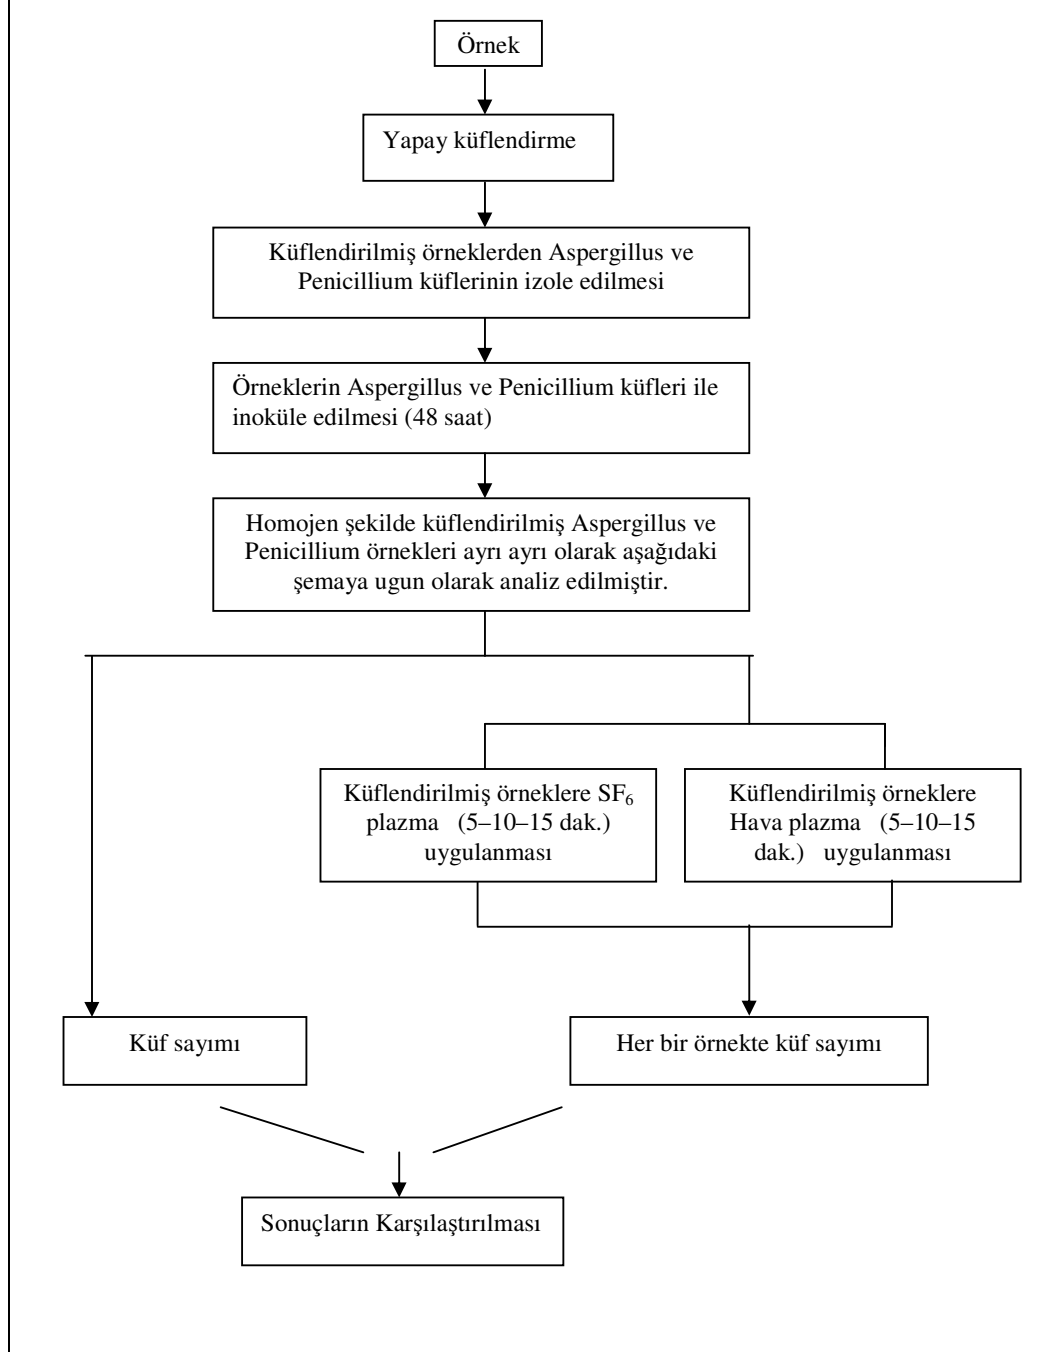 Örnek
Yapay küflendirme
Küflendirilmiş örneklerden Aspergillus ve
Penicillium küflerinin izole edilmesi
Örneklerin Aspergillus ve Penicillium küfleri ile
inoküle edilmesi (48 saat)
Homojen şekilde küflendirilmiş Aspergillus ve
Penicillium örnekleri ayrı ayrı olarak aşağıdaki
şemaya ugun olarak analiz edilmiştir.
Küflendirilmiş örneklere SF₆
plazma (5–10–15 dak.)
uygulanması
Küflendirilmiş örneklere
Hava plazma (5–10–15
dak.) uygulanması
Küf sayımı
Her bir örnekte küf sayımı
Sonuçların Karşılaştırılması